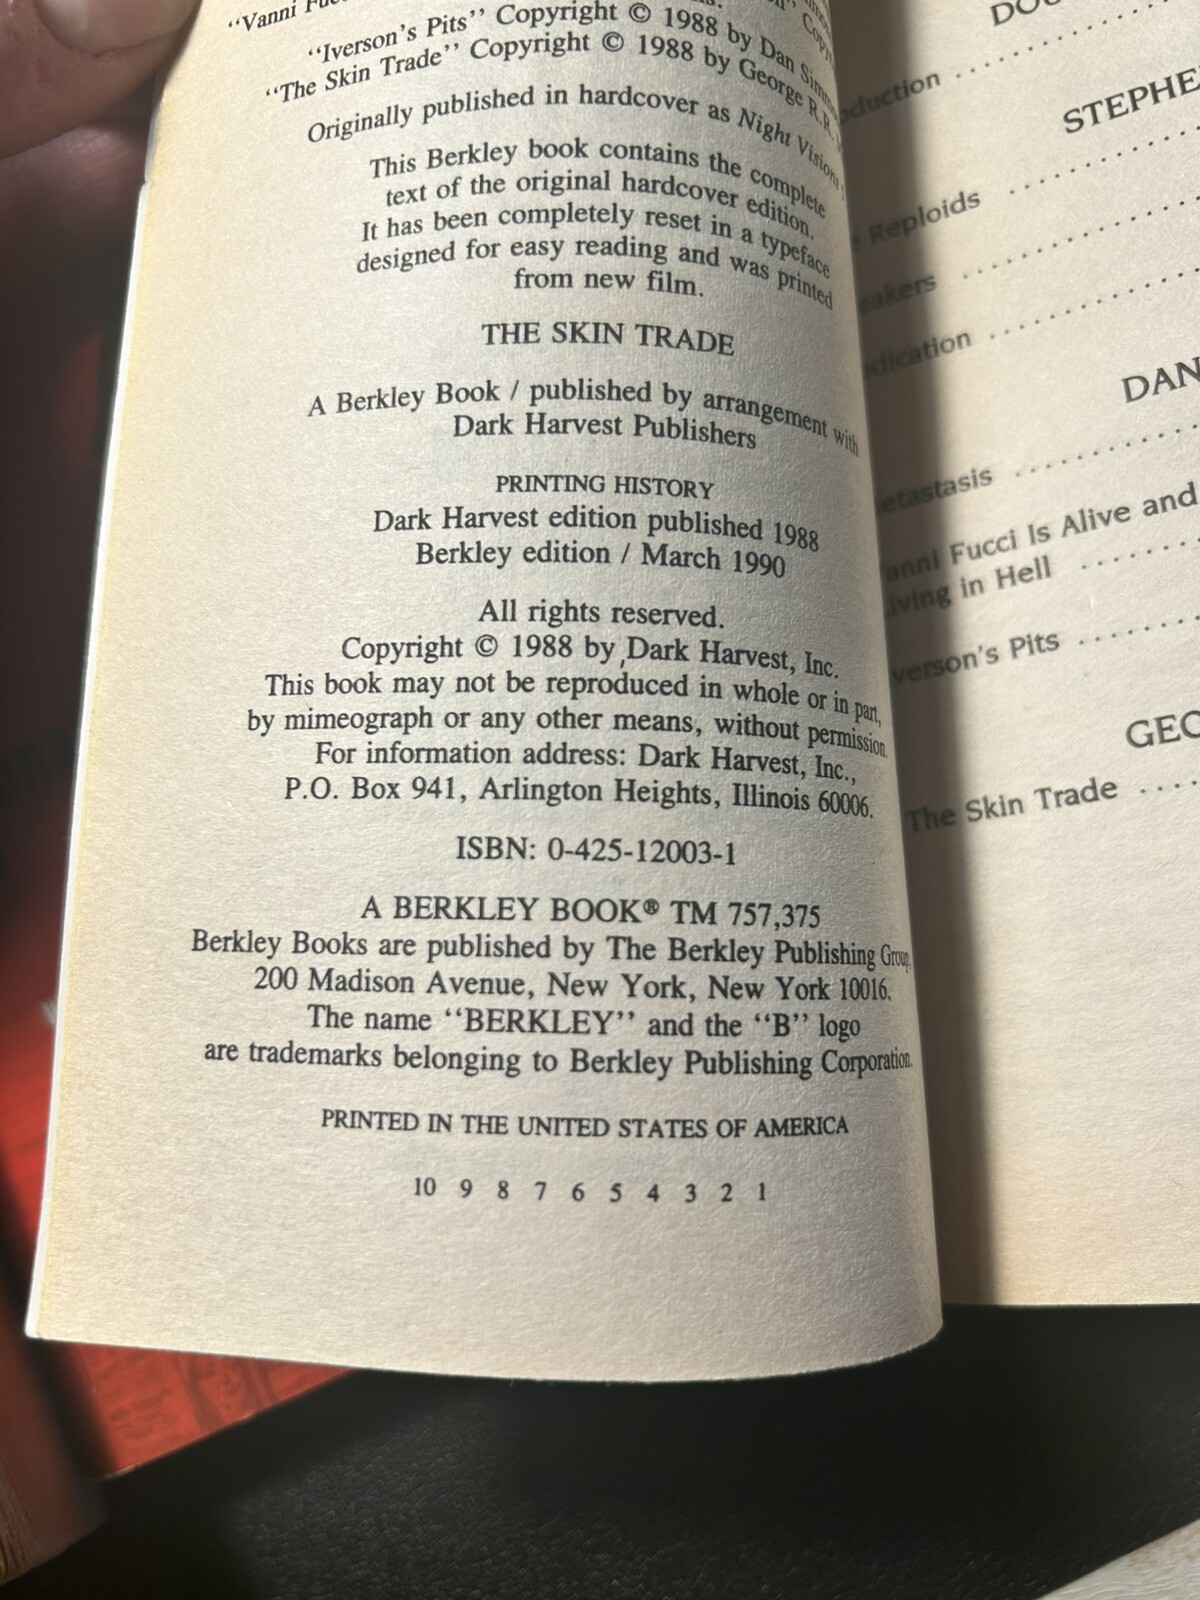 “Vanni
“Iverson’s Pits” Copyright © 1988 by Dan
“The Skin Trade” Copyright © 1988 by George R.R.
Originally published in hardcover as Night Visions
This Berkley book contains the complete
text of the original hardcover edition.
It has been completely reset in a typeface
designed for easy reading and was printed
from new film.
THE SKIN TRADE
A Berkley Book / published by arrangement with
Dark Harvest Publishers
PRINTING HISTORY
Dark Harvest edition published 1988
Berkley edition / March 1990
All rights reserved.
Copyright © 1988 by Dark Harvest, Inc.
This book may not be reproduced in whole or in part,
by mimeograph or any other means, without permission.
For information address: Dark Harvest, Inc.,
P.O. Box 941, Arlington Heights, Illinois 60006.
ISBN: 0-425-12003-1
A BERKLEY BOOK® TM 757,375
Berkley Books are published by The Berkley Publishing Group,
200 Madison Avenue, New York, New York 10016.
The name “BERKLEY” and the “B” logo
are trademarks belonging to Berkley Publishing Corporation.
PRINTED IN THE UNITED STATES OF AMERICA
10 9 8 7 6 5 4 3 2 1
STEPHE
Reploids
DAN
etastasis
anni Fucci Is Alive and
iving in Hell
verson’s Pits
GEO
The Skin Trade